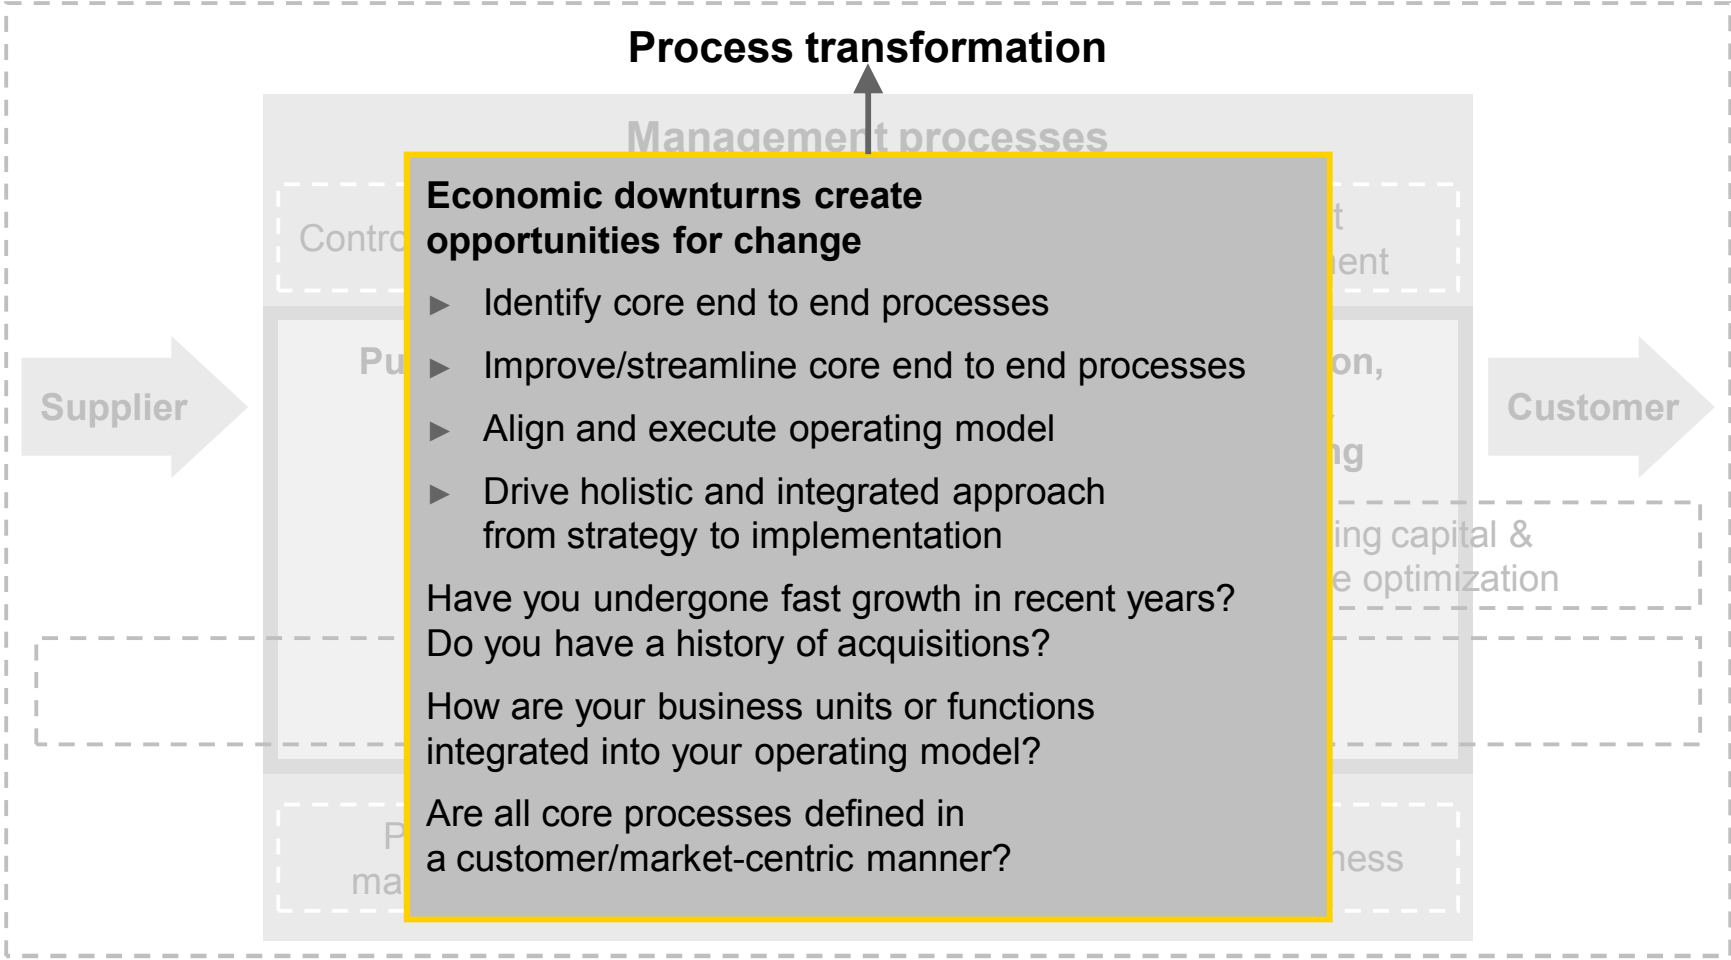 Process transformation
Management processes
Economic downturns create
opportunities for change
► Identify core end to end processes
► Improve/streamline core end to end processes
► Align and execute operating model
► Drive holistic and integrated approach
from strategy to implementation
Have you undergone fast growth in recent years?
Do you have a history of acquisitions?
How are your business units or functions
integrated into your operating model?
Are all core processes defined in
a customer/market-centric manner?
Supplier
Customer
capital &
optimization